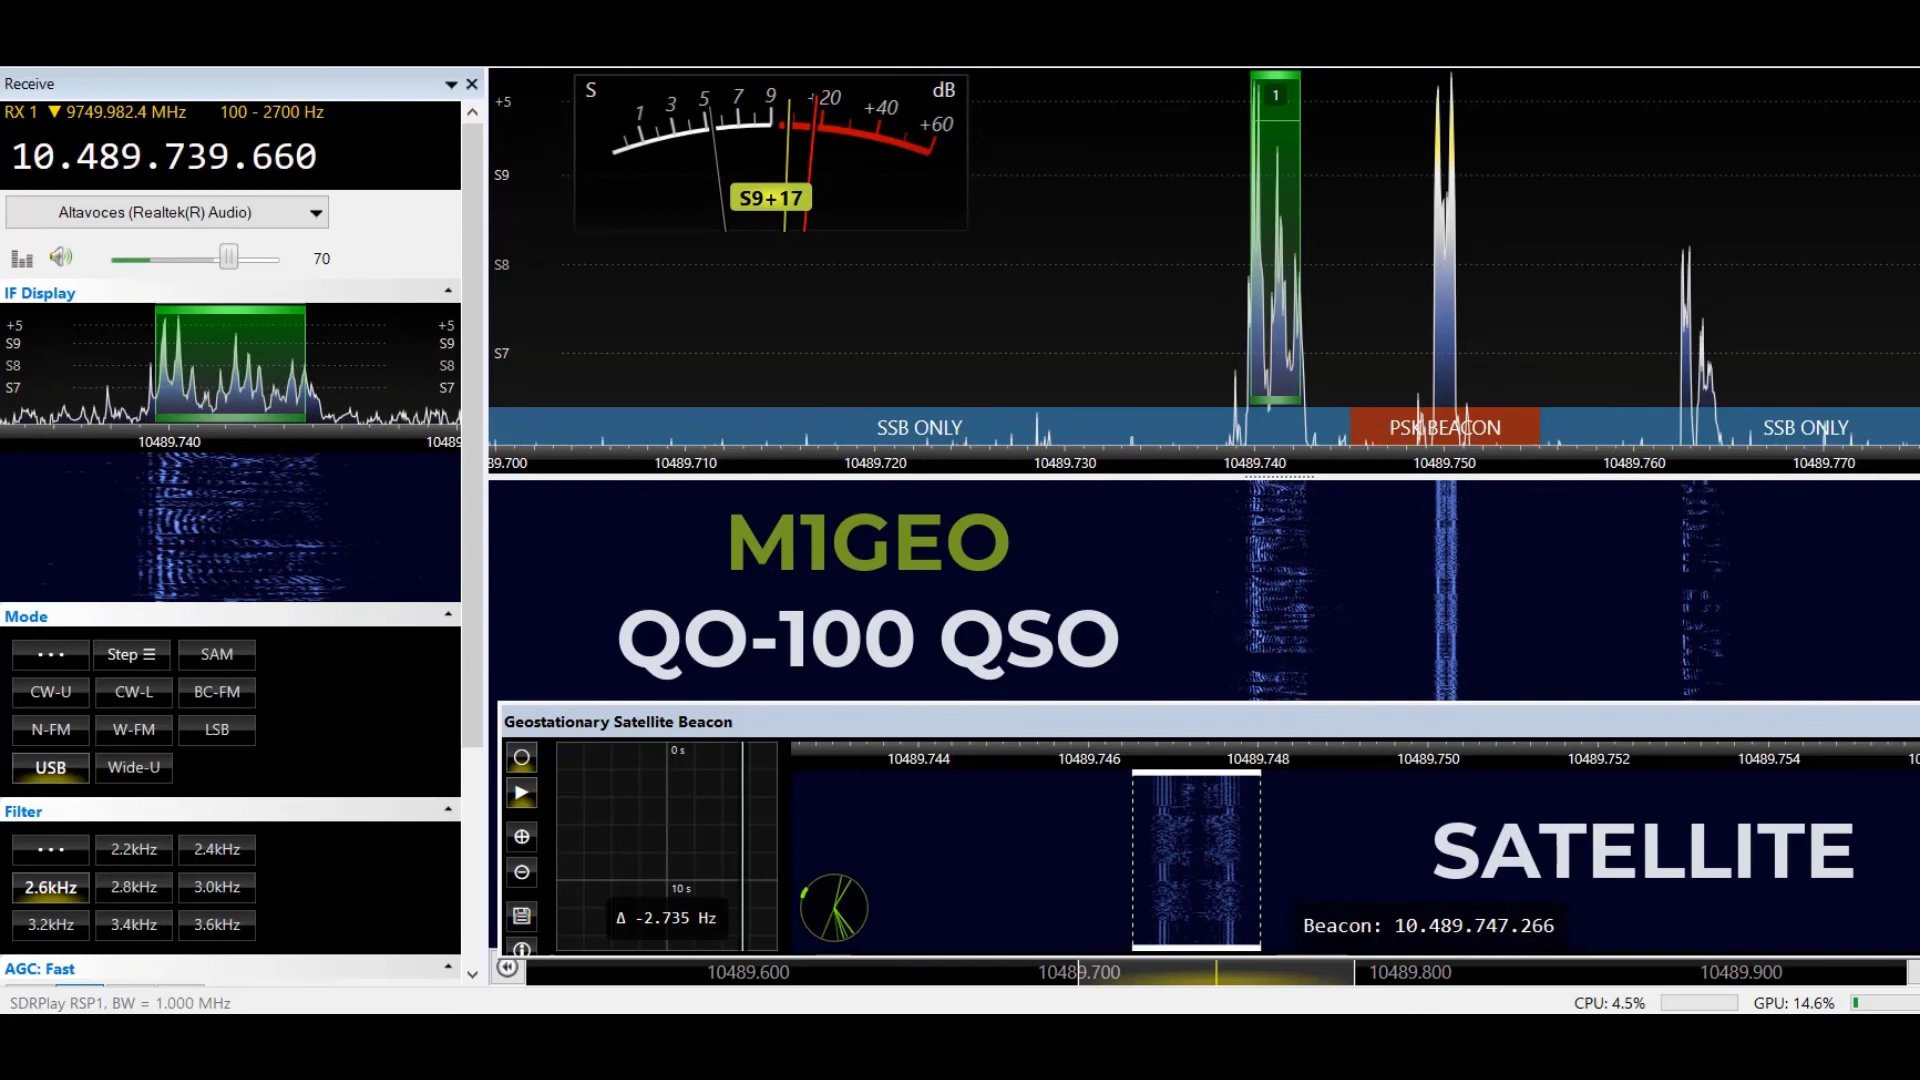 Receive
RX 1 ▼ 9749.982.4 MHz 100 - 2700 Hz
10.489.739.660
Altavoces (Realtek(R) Audio)
70
IF Display
+5 +5
S9 S9
S8 S8
S7 S7
10489.740 10489
Mode
••• Step ☰ SAM
CW-U CW-L BC-FM
N-FM W-FM LSB
USB Wide-U
Filter
••• 2.2kHz 2.4kHz
2.6kHz 2.8kHz 3.0kHz
3.2kHz 3.4kHz 3.6kHz
AGC: Fast
S dB
1 3 5 7 9 +20 +40 +60
S9+17
+5
S9
S8
S7
1
SSB ONLY PSK BEACON SSB ONLY
89.700 10489.710 10489.720 10489.730 10489.740 10489.750 10489.760 10489.770
M1GEO
QO-100 QSO
Geostationary Satellite Beacon
0 s
10 s
Δ -2.735 Hz
10489.744 10489.746 10489.748 10489.750 10489.752 10489.754 10
SATELLITE
Beacon: 10.489.747.266
10489.600 10489.700 10489.800 10489.900
SDRPlay RSP1, BW = 1.000 MHz CPU: 4.5% GPU: 14.6%